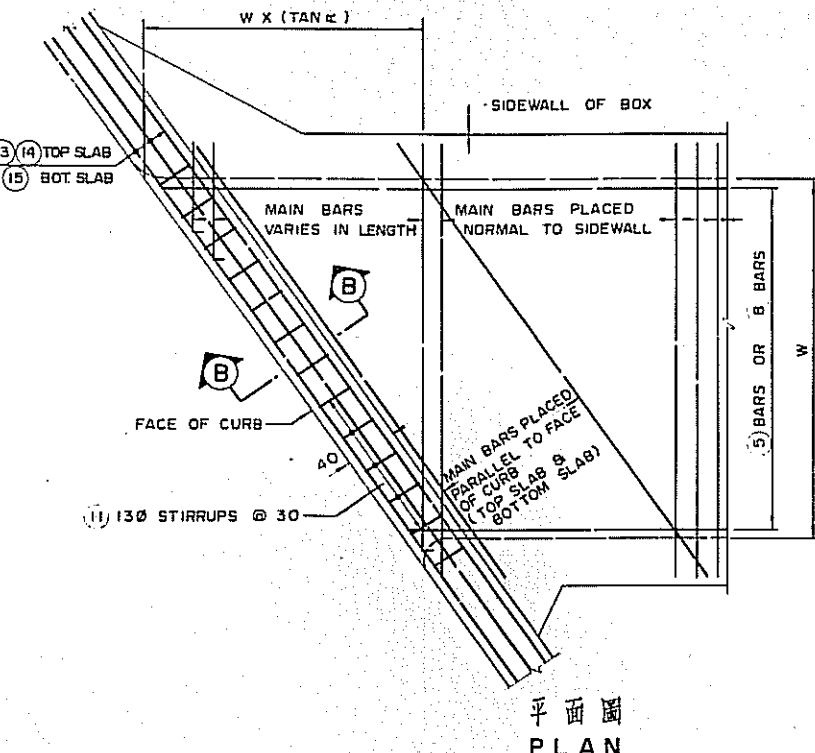 W X (TAN α)
SIDEWALL OF BOX
3 14 TOP SLAB
15 BOT. SLAB
MAIN BARS
VARIES IN LENGTH
MAIN BARS PLACED
NORMAL TO SIDEWALL
B
B
5 BARS OR 8 BARS
W
FACE OF CURB
40
MAIN BARS PLACED
PARALLEL TO FACE
OF CURB
(TOP SLAB &
BOTTOM SLAB)
11 13Ø STIRRUPS @ 30
平面圖
PLAN